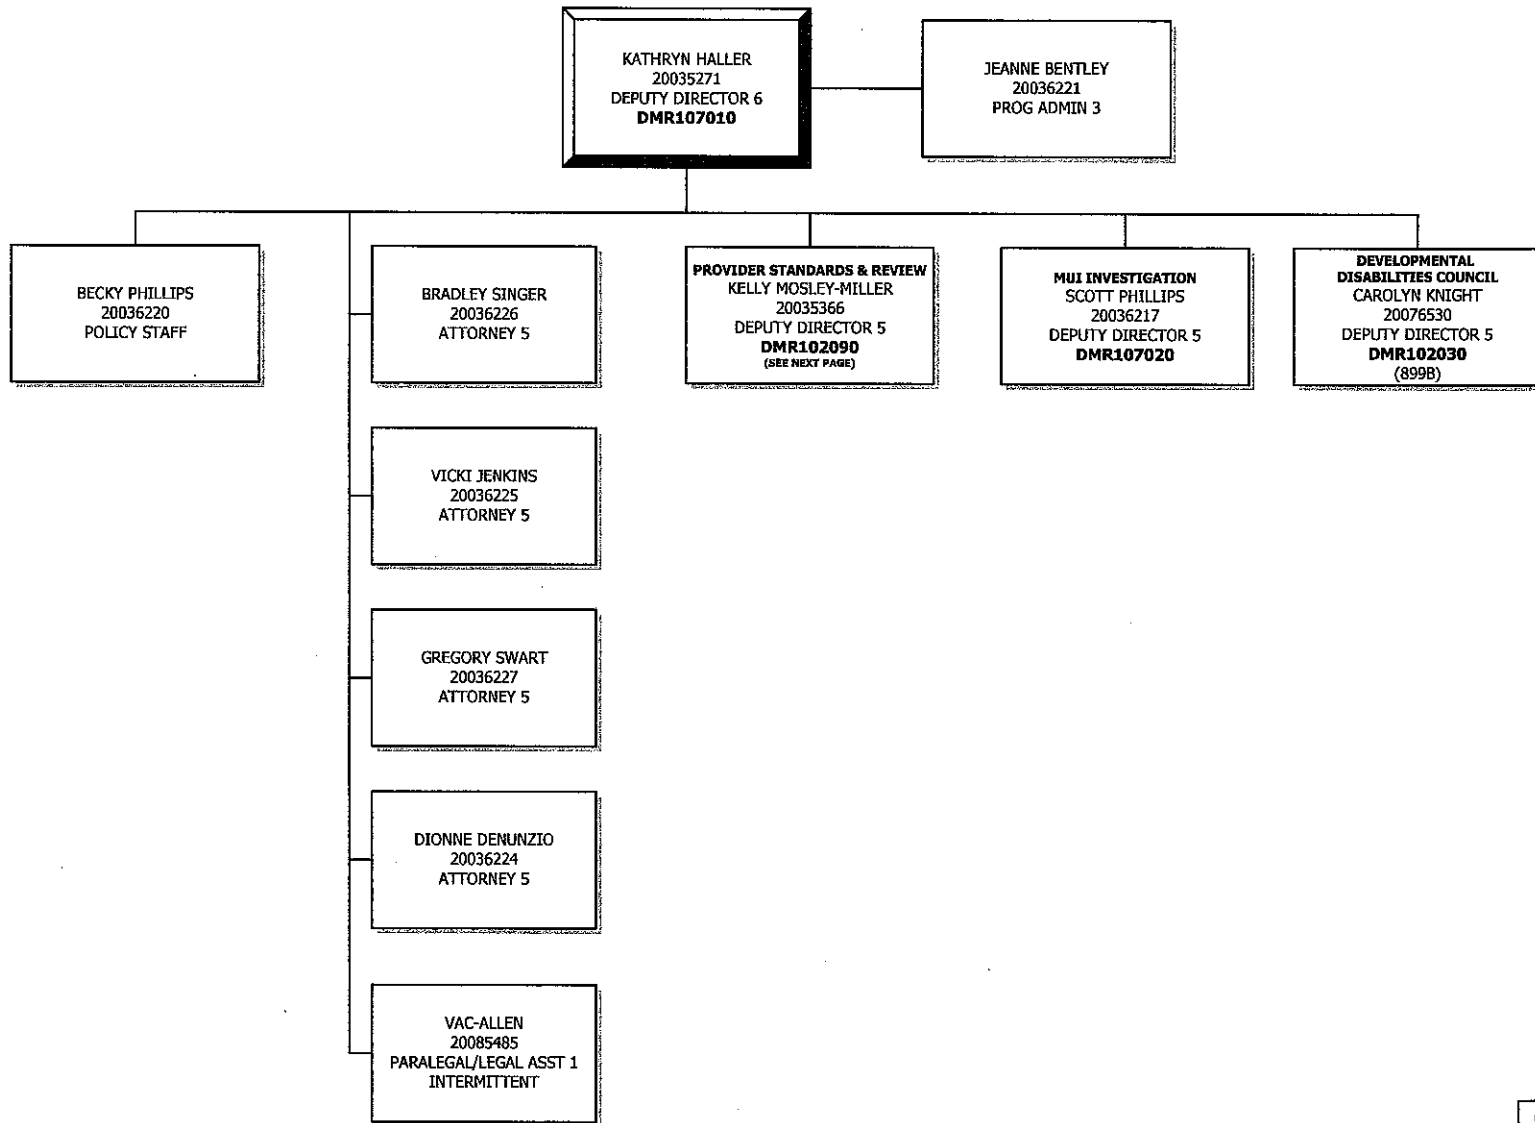 KATHRYN HALLER
20035271
DEPUTY DIRECTOR 6
DMR107010
JEANNE BENTLEY
20036221
PROG ADMIN 3
BECKY PHILLIPS
20036220
POLICY STAFF
BRADLEY SINGER
20036226
ATTORNEY 5
PROVIDER STANDARDS & REVIEW
KELLY MOSLEY-MILLER
20035366
DEPUTY DIRECTOR 5
DMR102090
(SEE NEXT PAGE)
MUI INVESTIGATION
SCOTT PHILLIPS
20036217
DEPUTY DIRECTOR 5
DMR107020
DEVELOPMENTAL
DISABILITIES COUNCIL
CAROLYN KNIGHT
20076530
DEPUTY DIRECTOR 5
DMR102030
(899B)
VICKI JENKINS
20036225
ATTORNEY 5
GREGORY SWART
20036227
ATTORNEY 5
DIONNE DENUNZIO
20036224
ATTORNEY 5
VAC-ALLEN
20085485
PARALEGAL/LEGAL ASST 1
INTERMITTENT